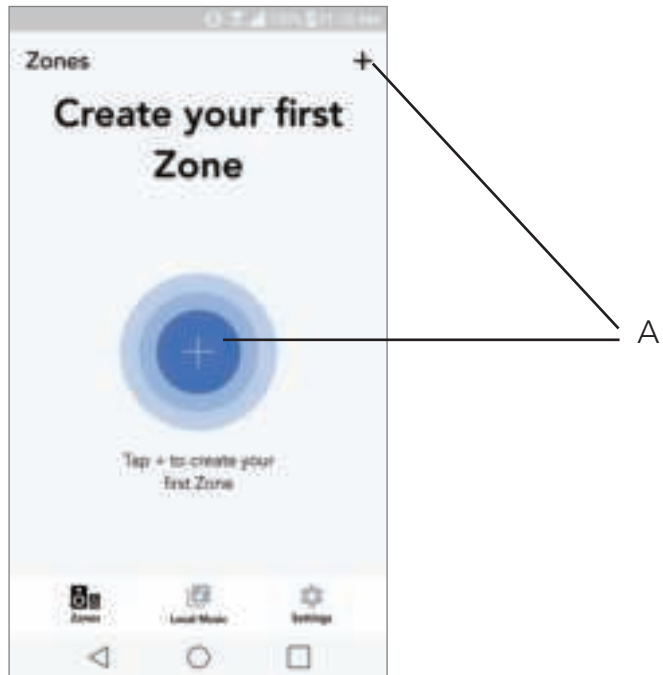 Zones +
Create your first
Zone
A
Tap + to create your
first Zone
Zones Local Music Settings